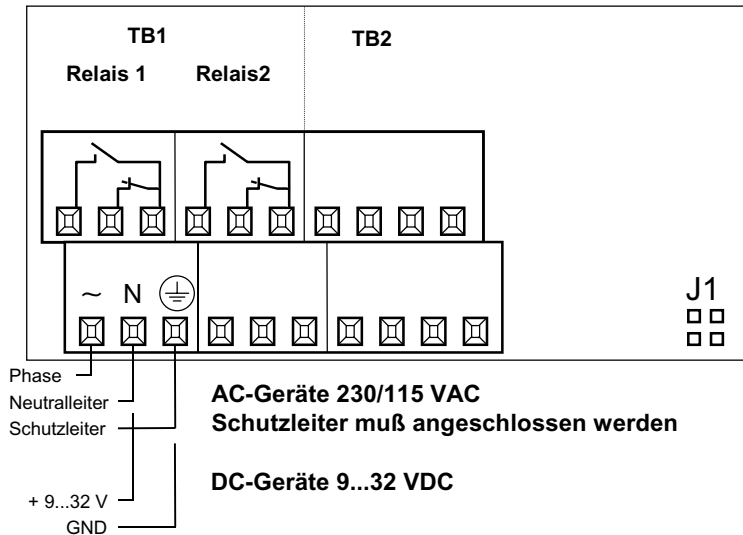 TB1 TB2
Relais 1 Relais2
~ N
J1
Phase
Neutralleiter
Schutzleiter
AC-Geräte 230/115 VAC
Schutzleiter muß angeschlossen werden
DC-Geräte 9...32 VDC
+ 9...32 V
GND